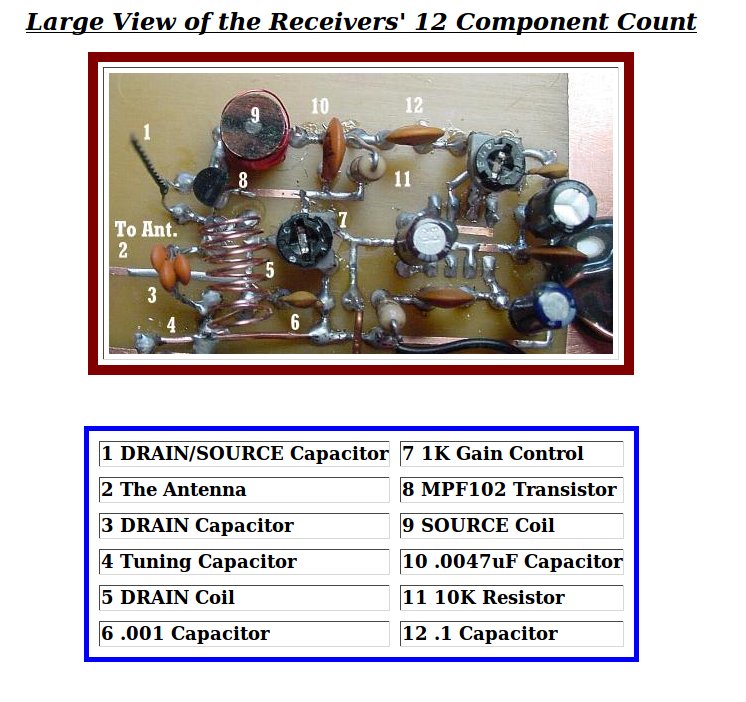 Large View of the Receivers' 12 Component Count
1
9
10
12
8
11
To Ant.
2
7
5
3
4
6
1 DRAIN/SOURCE Capacitor
7 1K Gain Control
2 The Antenna
8 MPF102 Transistor
3 DRAIN Capacitor
9 SOURCE Coil
4 Tuning Capacitor
10 .0047uF Capacitor
5 DRAIN Coil
11 10K Resistor
6 .001 Capacitor
12 .1 Capacitor